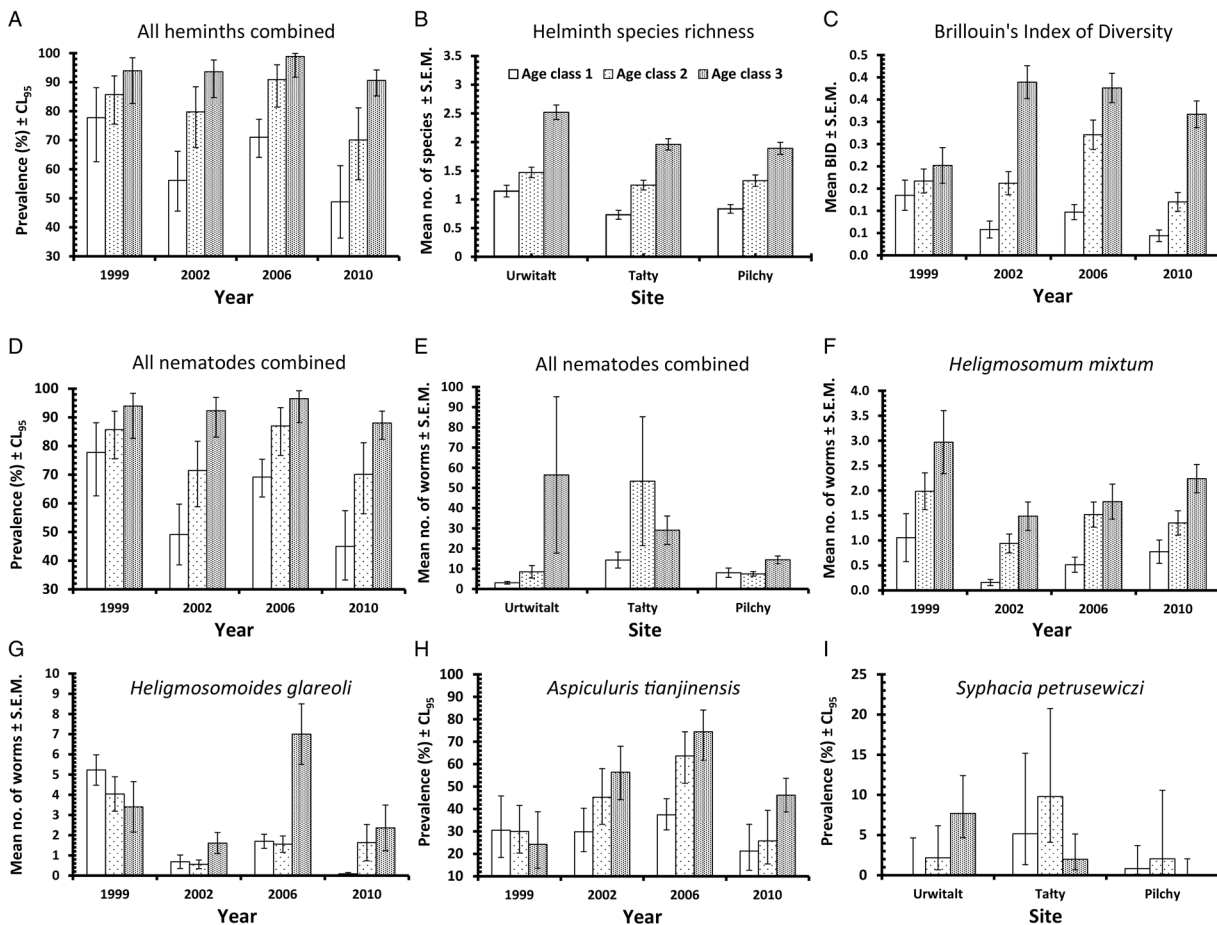 A
All heminths combined
Prevalence (%) ± CL95
100
90
80
70
60
50
40
30
1999 2002 2006 2010
Year
B
Helminth species richness
Mean no. of species ± S.E.M.
3.5
3
2.5
2
1.5
1
0.5
0
Age class 1 Age class 2 Age class 3
Urwitałt Tałty Pilchy
Site
C
Brillouin's Index of Diversity
Mean BID ± S.E.M.
0.5
0.4
0.4
0.3
0.3
0.2
0.2
0.1
0.1
0.0
1999 2002 2006 2010
Year
D
All nematodes combined
Prevalence (%) ± CL95
100
90
80
70
60
50
40
30
1999 2002 2006 2010
Year
E
All nematodes combined
Mean no. of worms ± S.E.M.
100
90
80
70
60
50
40
30
20
10
0
Urtwitalt Tałty Pilchy
Site
F
Heligmosomum mixtum
Mean no. of worms ± S.E.M.
4.0
3.5
3.0
2.5
2.0
1.5
1.0
0.5
0.0
1999 2002 2006 2010
Year
G
Heligmosomoides glareoli
Mean no. of worms ± S.E.M.
10
9
8
7
6
5
4
3
2
1
0
1999 2002 2006 2010
Year
H
Aspiculuris tianjinensis
Prevalence (%) ± CL95
100
90
80
70
60
50
40
30
20
10
1999 2002 2006 2010
Year
I
Syphacia petrusewiczi
Prevalence (%) ± CL95
25
20
15
10
5
0
Urwitalt Tałty Pilchy
Site